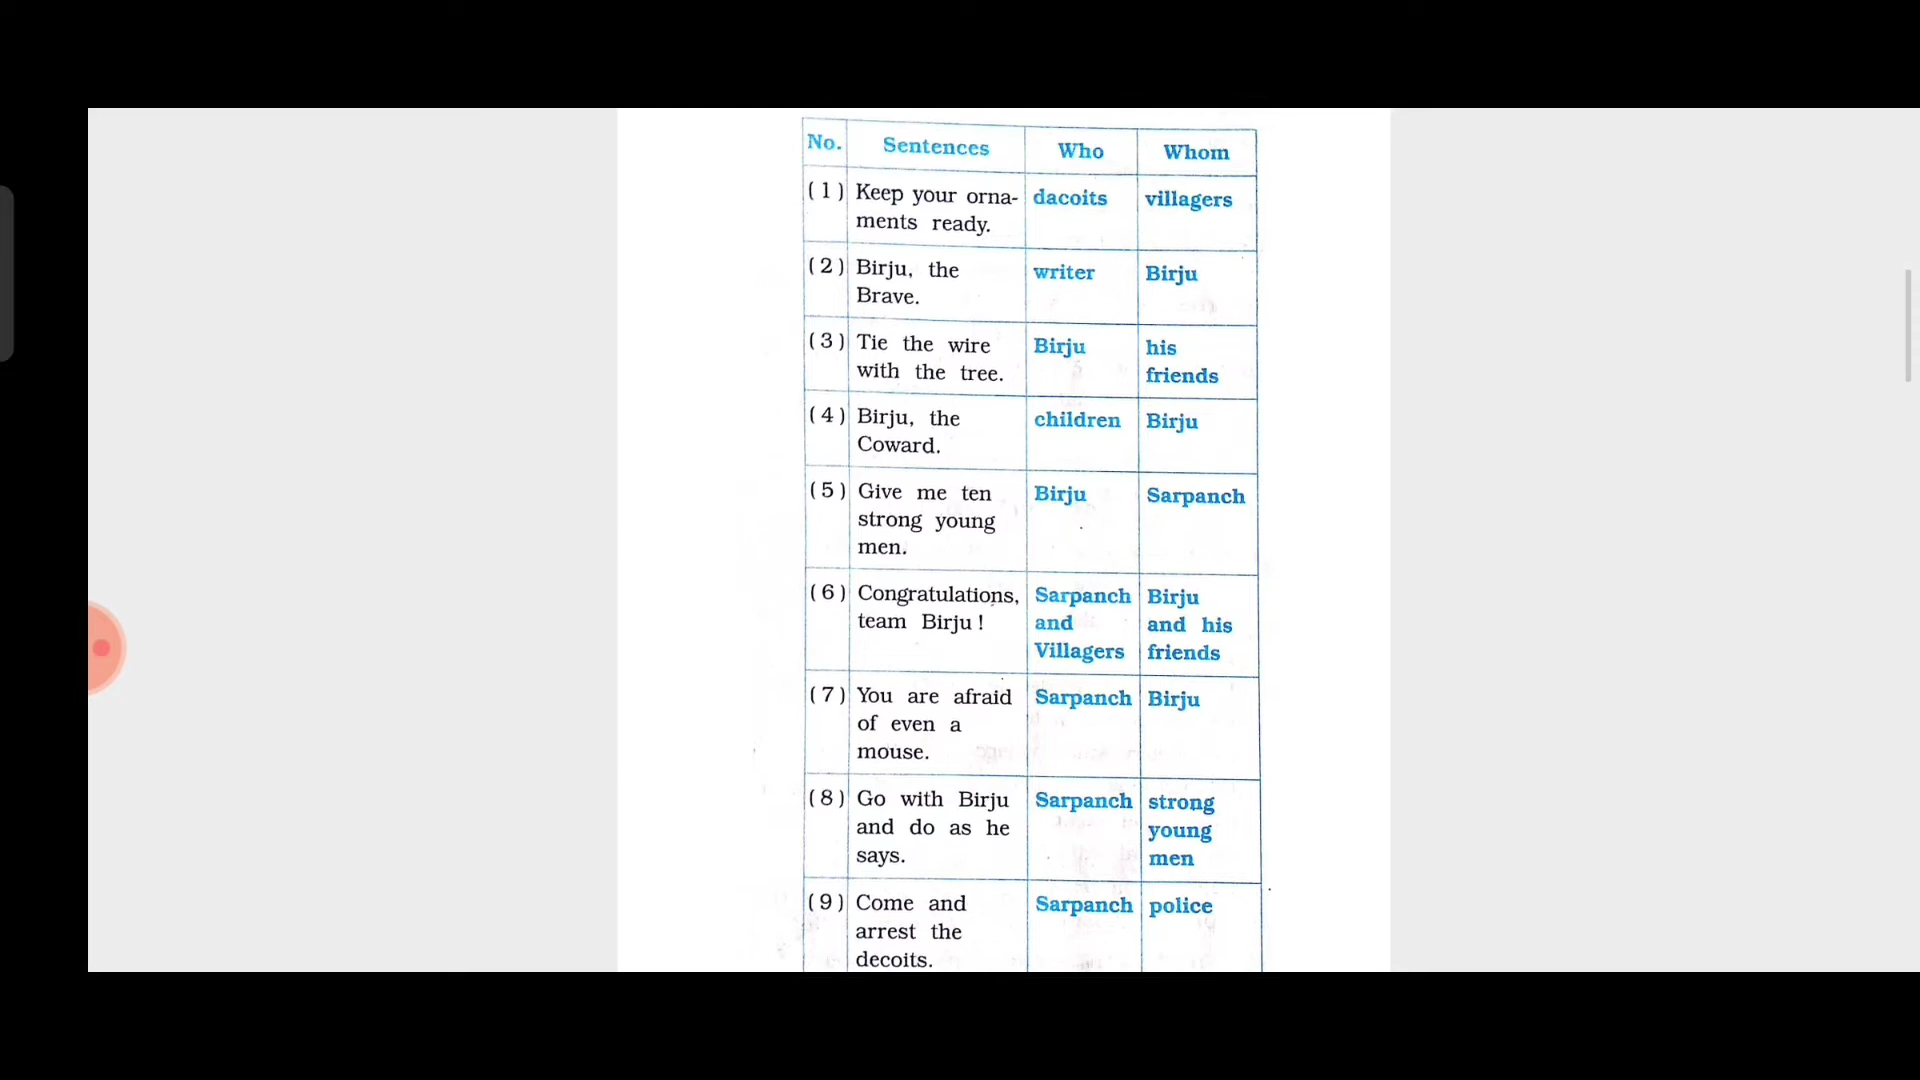 No. Sentences Who Whom
(1) Keep your orna- dacoits villagers
ments ready.
(2) Birju, the writer Birju
Brave.
(3) Tie the wire Birju his
with the tree. friends
(4) Birju, the children Birju
Coward.
(5) Give me ten Birju Sarpanch
strong young
men.
(6) Congratulations, Sarpanch Birju
team Birju ! and and his
Villagers friends
(7) You are afraid Sarpanch Birju
of even a
mouse.
(8) Go with Birju Sarpanch strong
and do as he young
says. men
(9) Come and Sarpanch police
arrest the
decoits.